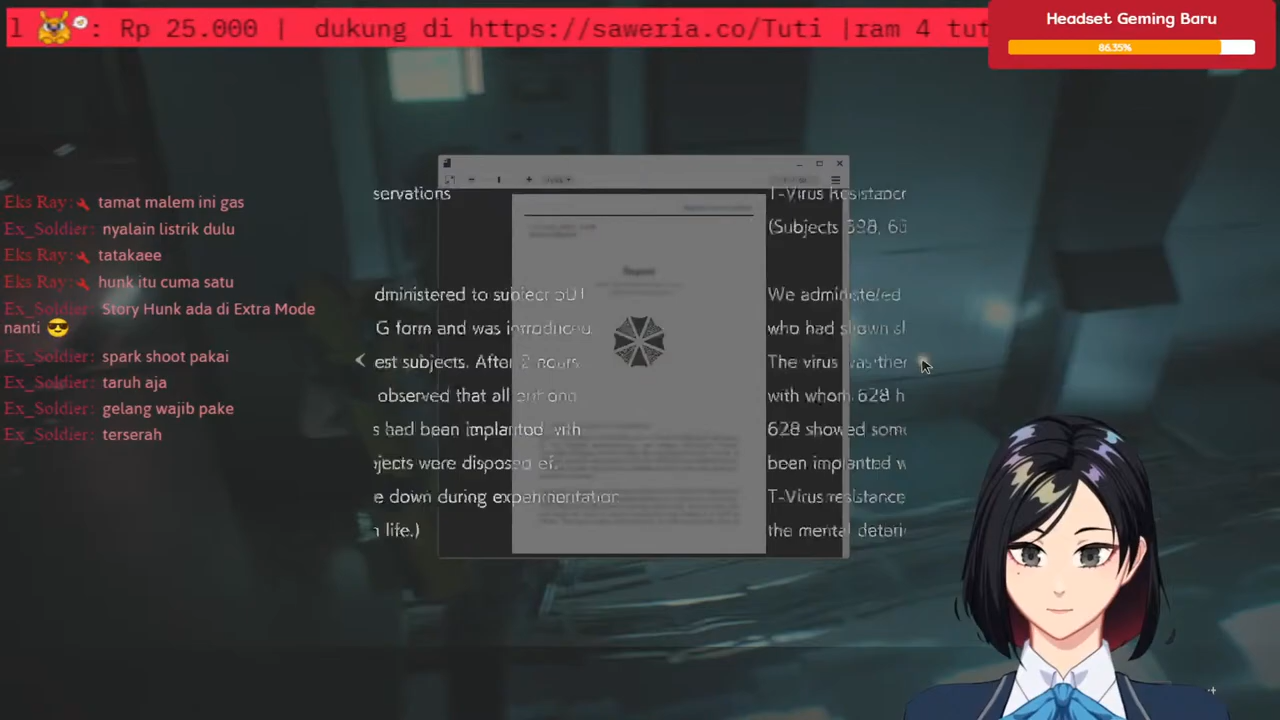 l : Rp 25.000 | dukung di https://saweria.co/Tuti |ram 4 tut
Headset Geming Baru
86.35%
Eks Ray: tamat malem ini gas
Ex_Soldier: nyalain listrik dulu
Eks Ray: tatakaee
Eks Ray: hunk itu cuma satu
Ex_Soldier: Story Hunk ada di Extra Mode
nanti 😎
Ex_Soldier: spark shoot pakai
Ex_Soldier: taruh aja
Ex_Soldier: gelang wajib pake
Ex_Soldier: terserah
servations
dministered to subject
G form and was introduced
est subjects. After 2 hours
observed that all but one
s had been implanted with
jects were disposed of.
e down during experimentation
n life.)
T-Virus Resistance
(Subjects 698, 63
We administered
who had shown sl
The virus was then
with whom 628 h
628 showed some
been implanted w
T-Virus resistance
the mental deteri